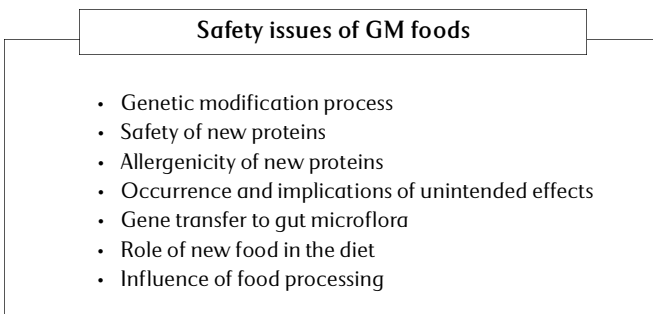 Safety issues of GM foods
• Genetic modification process
• Safety of new proteins
• Allergenicity of new proteins
• Occurrence and implications of unintended effects
• Gene transfer to gut microflora
• Role of new food in the diet
• Influence of food processing